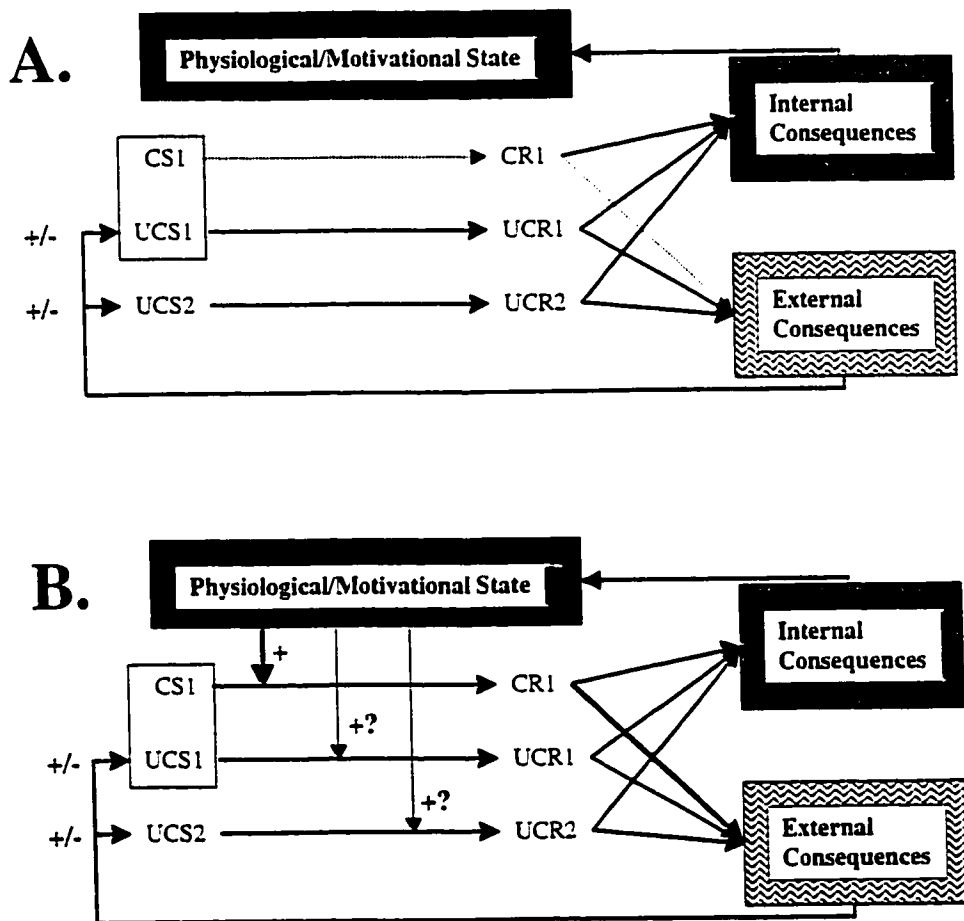 A.
Physiological/Motivational State
Internal
Consequences
CS1
CR1
+/-
UCS1
UCR1
+/-
UCS2
UCR2
External
Consequences
B.
Physiological/Motivational State
Internal
Consequences
+
CS1
CR1
+?
+/-
UCS1
UCR1
+?
+/-
UCS2
UCR2
External
Consequences